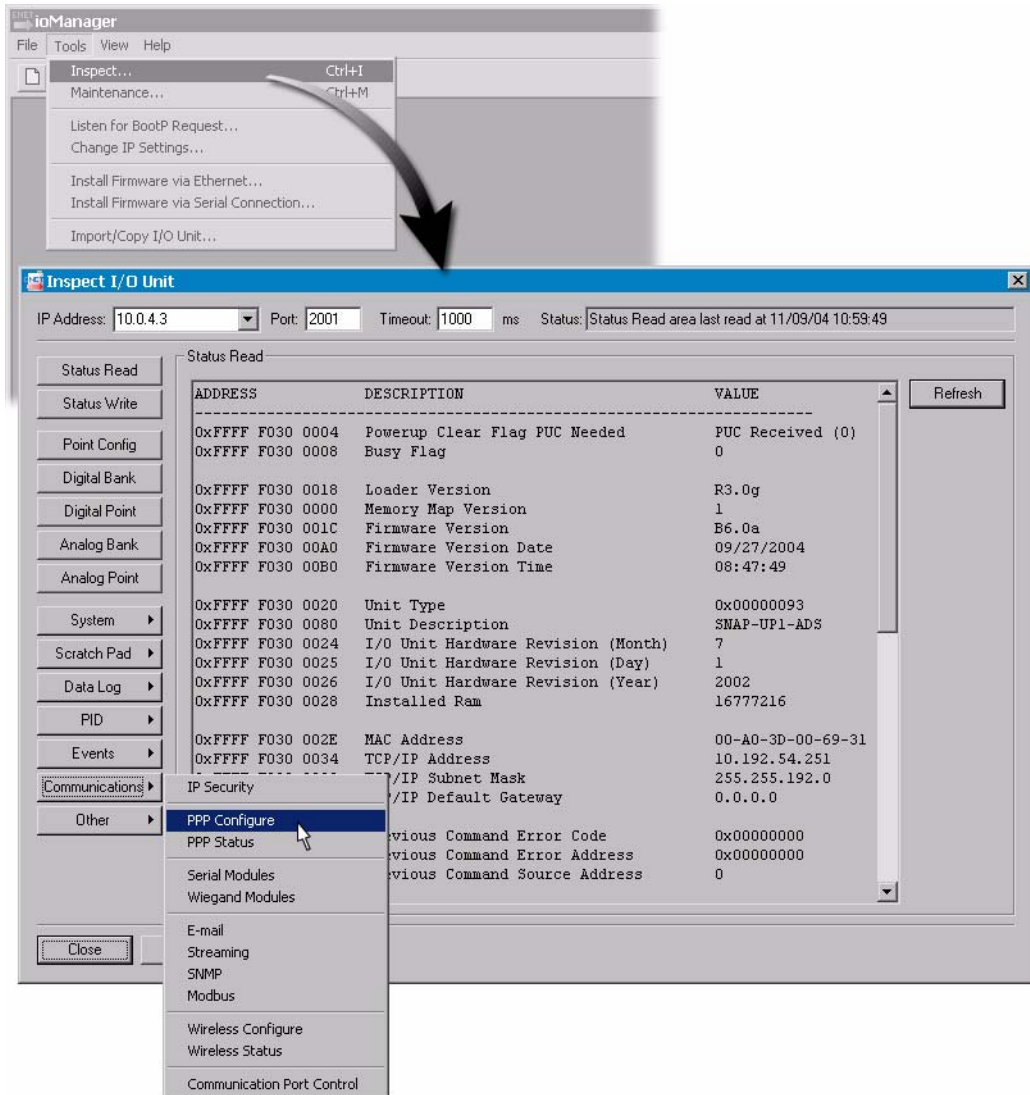 ENET
ioManager
File Tools View Help
Inspect... Ctrl+I
Maintenance... Ctrl+M
Listen for BootP Request...
Change IP Settings...
Install Firmware via Ethernet...
Install Firmware via Serial Connection...
Import/Copy I/O Unit...
ENET Inspect I/O Unit
IP Address: 10.0.4.3 Port: 2001 Timeout: 1000 ms Status: Status Read area last read at 11/09/04 10:59:49
Status Read
Status Write
Point Config
Digital Bank
Digital Point
Analog Bank
Analog Point
System
Scratch Pad
Data Log
PID
Events
Communications
Other
Status Read
Refresh
ADDRESS DESCRIPTION VALUE
0xFFFF F030 0004 Powerup Clear Flag PUC Needed PUC Received (0)
0xFFFF F030 0008 Busy Flag 0
0xFFFF F030 0018 Loader Version R3.0g
0xFFFF F030 0000 Memory Map Version 1
0xFFFF F030 001C Firmware Version B6.0a
0xFFFF F030 00A0 Firmware Version Date 09/27/2004
0xFFFF F030 00B0 Firmware Version Time 08:47:49
0xFFFF F030 0020 Unit Type 0x00000093
0xFFFF F030 0080 Unit Description SNAP-UP1-ADS
0xFFFF F030 0024 I/O Unit Hardware Revision (Month) 7
0xFFFF F030 0025 I/O Unit Hardware Revision (Day) 1
0xFFFF F030 0026 I/O Unit Hardware Revision (Year) 2002
0xFFFF F030 0028 Installed Ram 16777216
0xFFFF F030 002E MAC Address 00-A0-3D-00-69-31
0xFFFF F030 0034 TCP/IP Address 10.192.54.251
/IP Subnet Mask 255.255.192.0
/IP Default Gateway 0.0.0.0
evious Command Error Code 0x00000000
evious Command Error Address 0x00000000
evious Command Source Address 0
Close
IP Security
PPP Configure
PPP Status
Serial Modules
Wiegand Modules
E-mail
Streaming
SNMP
Modbus
Wireless Configure
Wireless Status
Communication Port Control